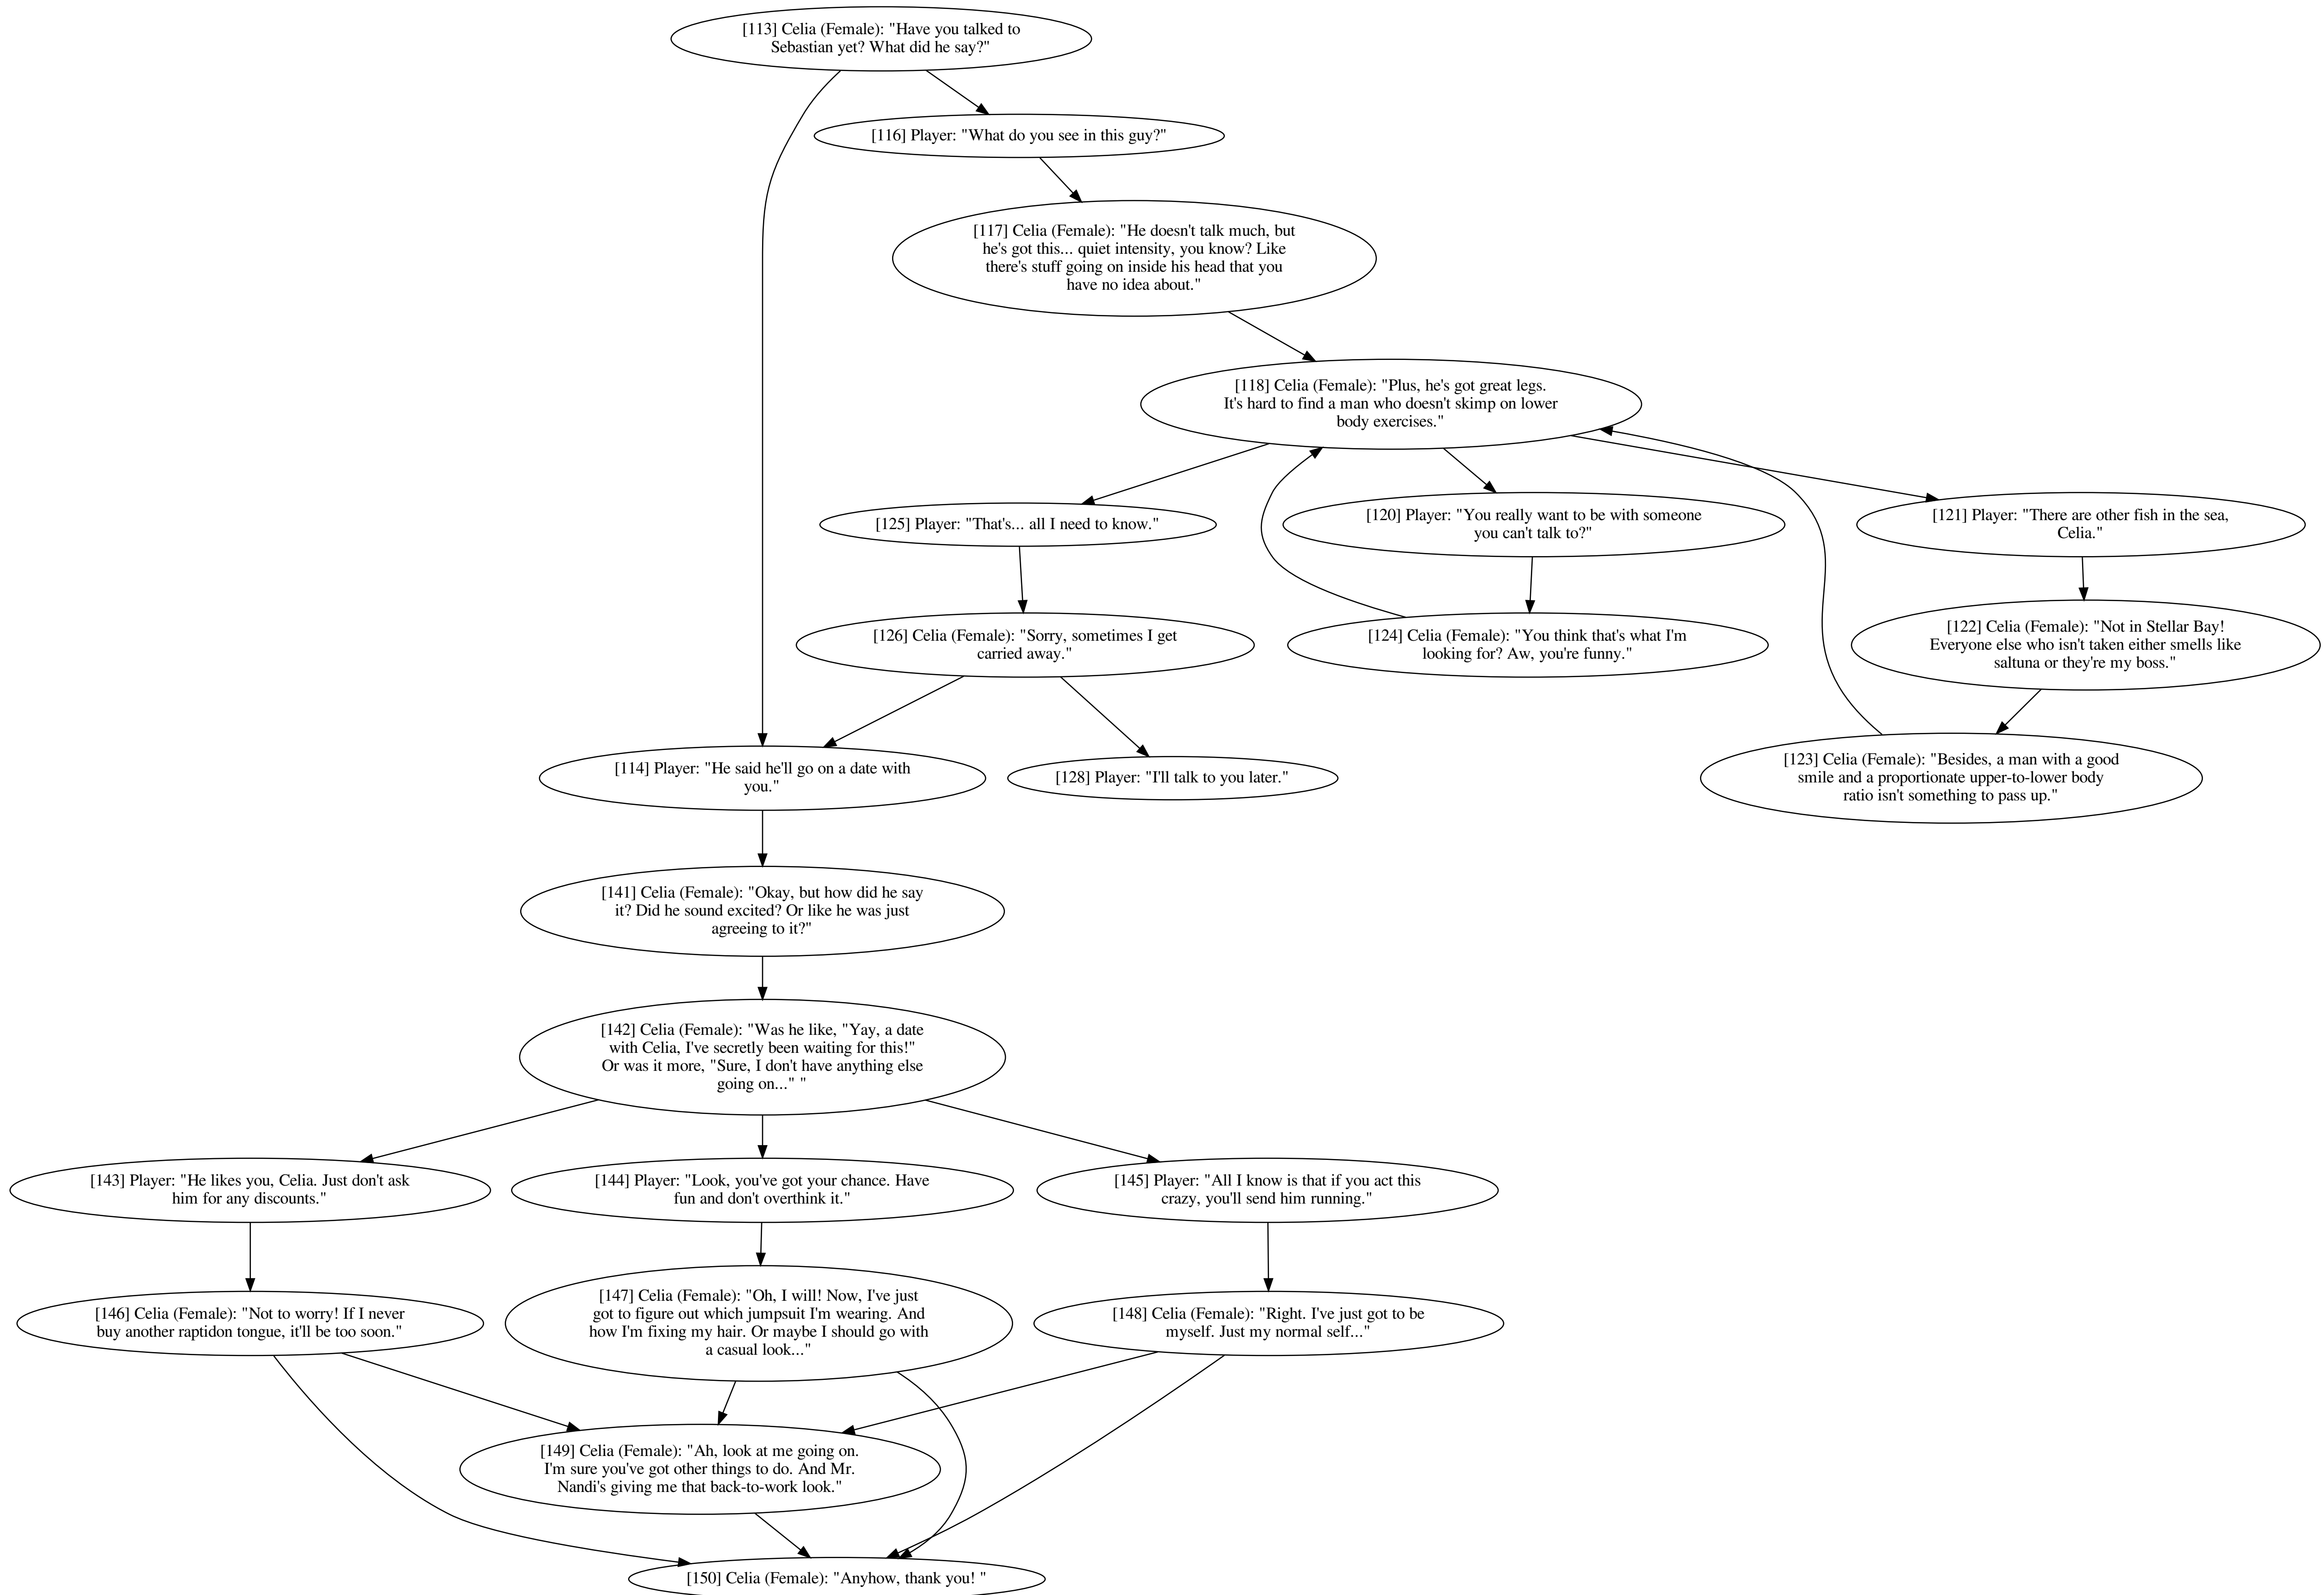 [113] Celia (Female): "Have you talked to
Sebastian yet? What did he say?"
[116] Player: "What do you see in this guy?"
[117] Celia (Female): "He doesn't talk much, but
he's got this... quiet intensity, you know? Like
there's stuff going on inside his head that you
have no idea about."
[118] Celia (Female): "Plus, he's got great legs.
It's hard to find a man who doesn't skimp on lower
body exercises."
[125] Player: "That's... all I need to know."
[120] Player: "You really want to be with someone
you can't talk to?"
[121] Player: "There are other fish in the sea,
Celia."
[126] Celia (Female): "Sorry, sometimes I get
carried away."
[124] Celia (Female): "You think that's what I'm
looking for? Aw, you're funny."
[122] Celia (Female): "Not in Stellar Bay!
Everyone else who isn't taken either smells like
saltuna or they're my boss."
[114] Player: "He said he'll go on a date with
you."
[128] Player: "I'll talk to you later."
[123] Celia (Female): "Besides, a man with a good
smile and a proportionate upper-to-lower body
ratio isn't something to pass up."
[141] Celia (Female): "Okay, but how did he say
it? Did he sound excited? Or like he was just
agreeing to it?"
[142] Celia (Female): "Was he like, "Yay, a date
with Celia, I've secretly been waiting for this!"
Or was it more, "Sure, I don't have anything else
going on..." "
[143] Player: "He likes you, Celia. Just don't ask
him for any discounts."
[144] Player: "Look, you've got your chance. Have
fun and don't overthink it."
[145] Player: "All I know is that if you act this
crazy, you'll send him running."
[146] Celia (Female): "Not to worry! If I never
buy another raptidon tongue, it'll be too soon."
[147] Celia (Female): "Oh, I will! Now, I've just
got to figure out which jumpsuit I'm wearing. And
how I'm fixing my hair. Or maybe I should go with
a casual look..."
[148] Celia (Female): "Right. I've just got to be
myself. Just my normal self..."
[149] Celia (Female): "Ah, look at me going on.
I'm sure you've got other things to do. And Mr.
Nandi's giving me that back-to-work look."
[150] Celia (Female): "Anyhow, thank you! "